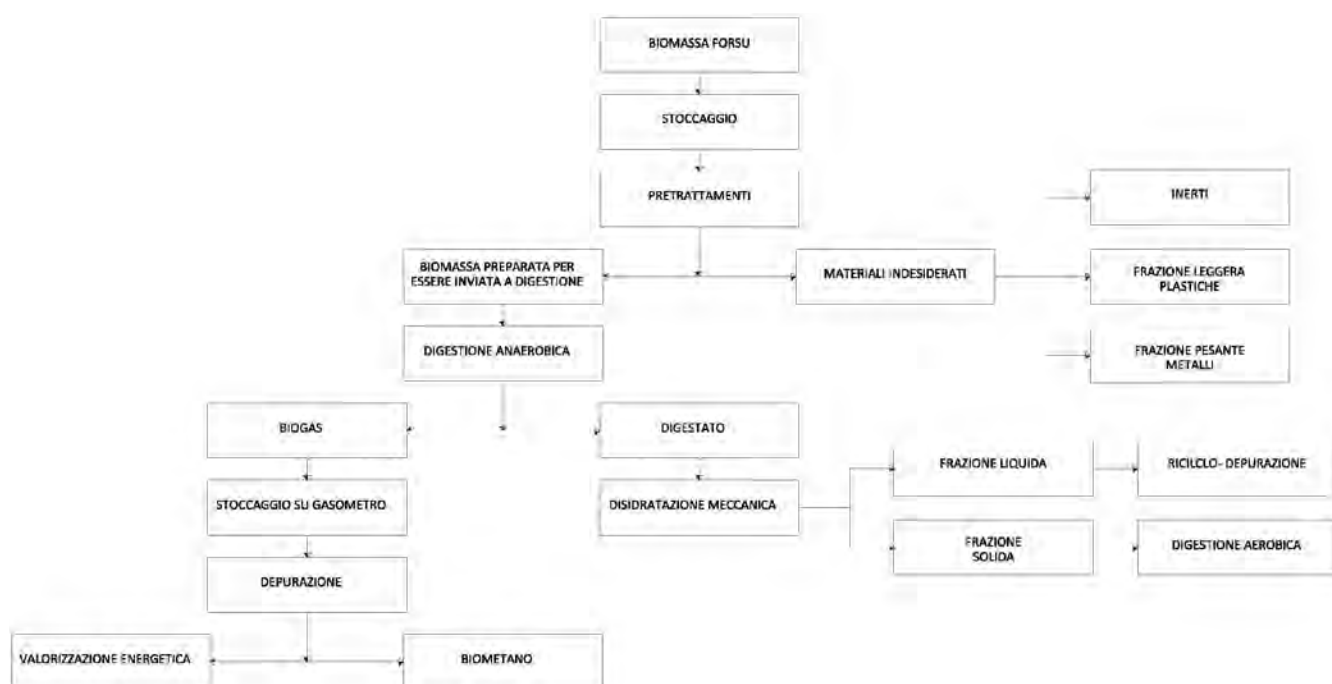 BIOMASSA FORSU
STOCCAGGIO
PRETRATTAMENTI
INERTI
BIOMASSA PREPARATA PER
ESSERE INVIATA A DIGESTIONE
MATERIALI INDESIDERATI
FRAZIONE LEGGERA
PLASTICHE
DIGESTIONE ANAEROBICA
FRAZIONE PESANTE
METALLI
BIOGAS
DIGESTATO
FRAZIONE LIQUIDA
RICILCLO- DEPURAZIONE
STOCCAGGIO SU GASOMETRO
DISIDRATAZIONE MECCANICA
FRAZIONE
SOLIDA
DIGESTIONE AEROBICA
DEPURAZIONE
VALORIZZAZIONE ENERGETICA
BIOMETANO